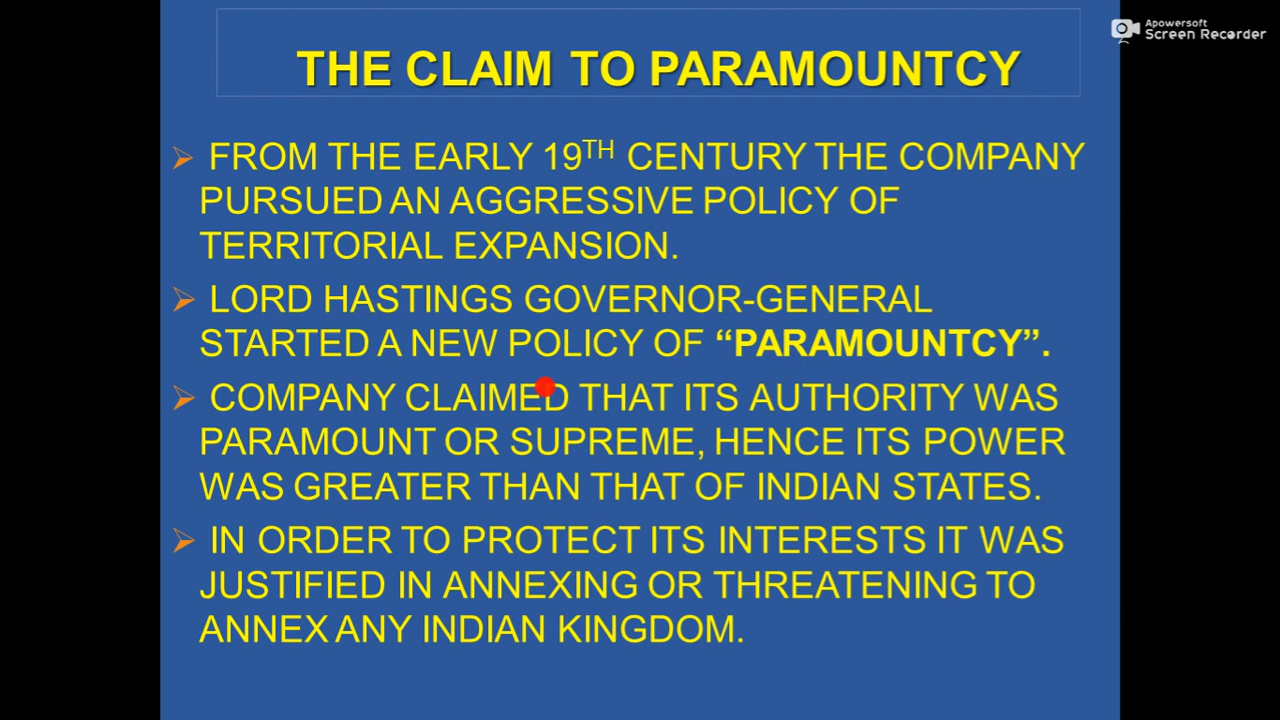 THE CLAIM TO PARAMOUNTCY
Apowersoft
Screen Recorder
FROM THE EARLY 19TH CENTURY THE COMPANY
PURSUED AN AGGRESSIVE POLICY OF
TERRITORIAL EXPANSION.
LORD HASTINGS GOVERNOR-GENERAL
STARTED A NEW POLICY OF “PARAMOUNTCY”.
COMPANY CLAIMED THAT ITS AUTHORITY WAS
PARAMOUNT OR SUPREME, HENCE ITS POWER
WAS GREATER THAN THAT OF INDIAN STATES.
IN ORDER TO PROTECT ITS INTERESTS IT WAS
JUSTIFIED IN ANNEXING OR THREATENING TO
ANNEX ANY INDIAN KINGDOM.